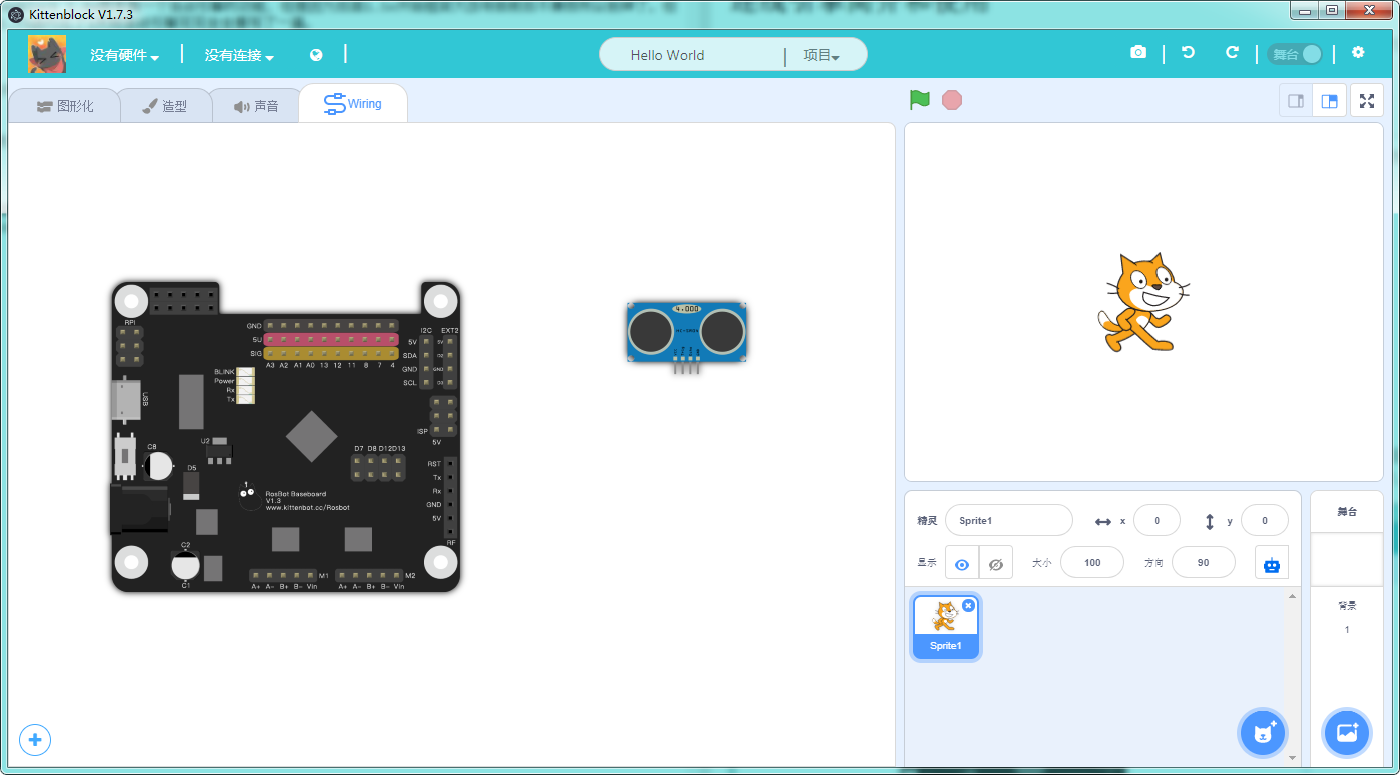 Kittenblock V1.7.3
没有硬件
没有连接
Hello World
项目
舞台
图形化
造型
声音
Wiring
RPI
GND
5U
SIG
A3 A2 A1 A0 13 12 11 8 7 4
I2C EXT2
5V
SDA
GND
SCL
BLINK
Power
Rx
Tx
USB
ISP
5V
U2
C8
D5
D7 D8 D12 D13
RST
Tx
Rx
GND
5V
RF
1
RosBot Baseboard
V1.3
www.kittenbot.cc/Rosbot
C2
C1
M1
A+ A- B+ B- Vin
M2
A+ A- B+ B- Vin
4.000
精灵
Sprite1
x
0
y
0
显示
大小
100
方向
90
Sprite1
舞台
背景
1